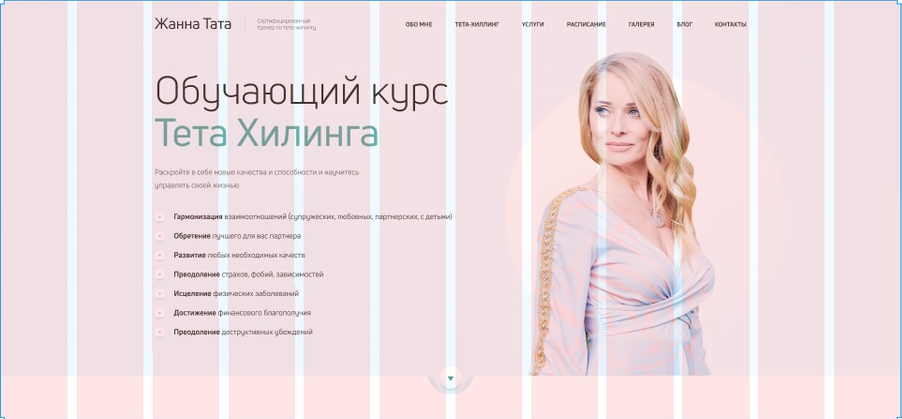 Жанна Тата
Сертифицированный
тренер по тета-хилингу
ОБО МНЕ
ТЕТА-ХИЛЛИНГ
УСЛУГИ
РАСПИСАНИЕ
ГАЛЕРЕЯ
БЛОГ
КОНТАКТЫ
Обучающий курс
Тета Хилинга
Раскройте в себе новые качества и способности и научитесь
управлять своей жизнью
Гармонизация взаимоотношений (супружеских, любовных, партнерских, с детьми)
Обретение лучшего для вас партнера
Развитие любых необходимых качеств
Преодоление страхов, фобий, зависимостей
Исцеление физических заболеваний
Достижение финансового благополучия
Преодоление деструктивных убеждений